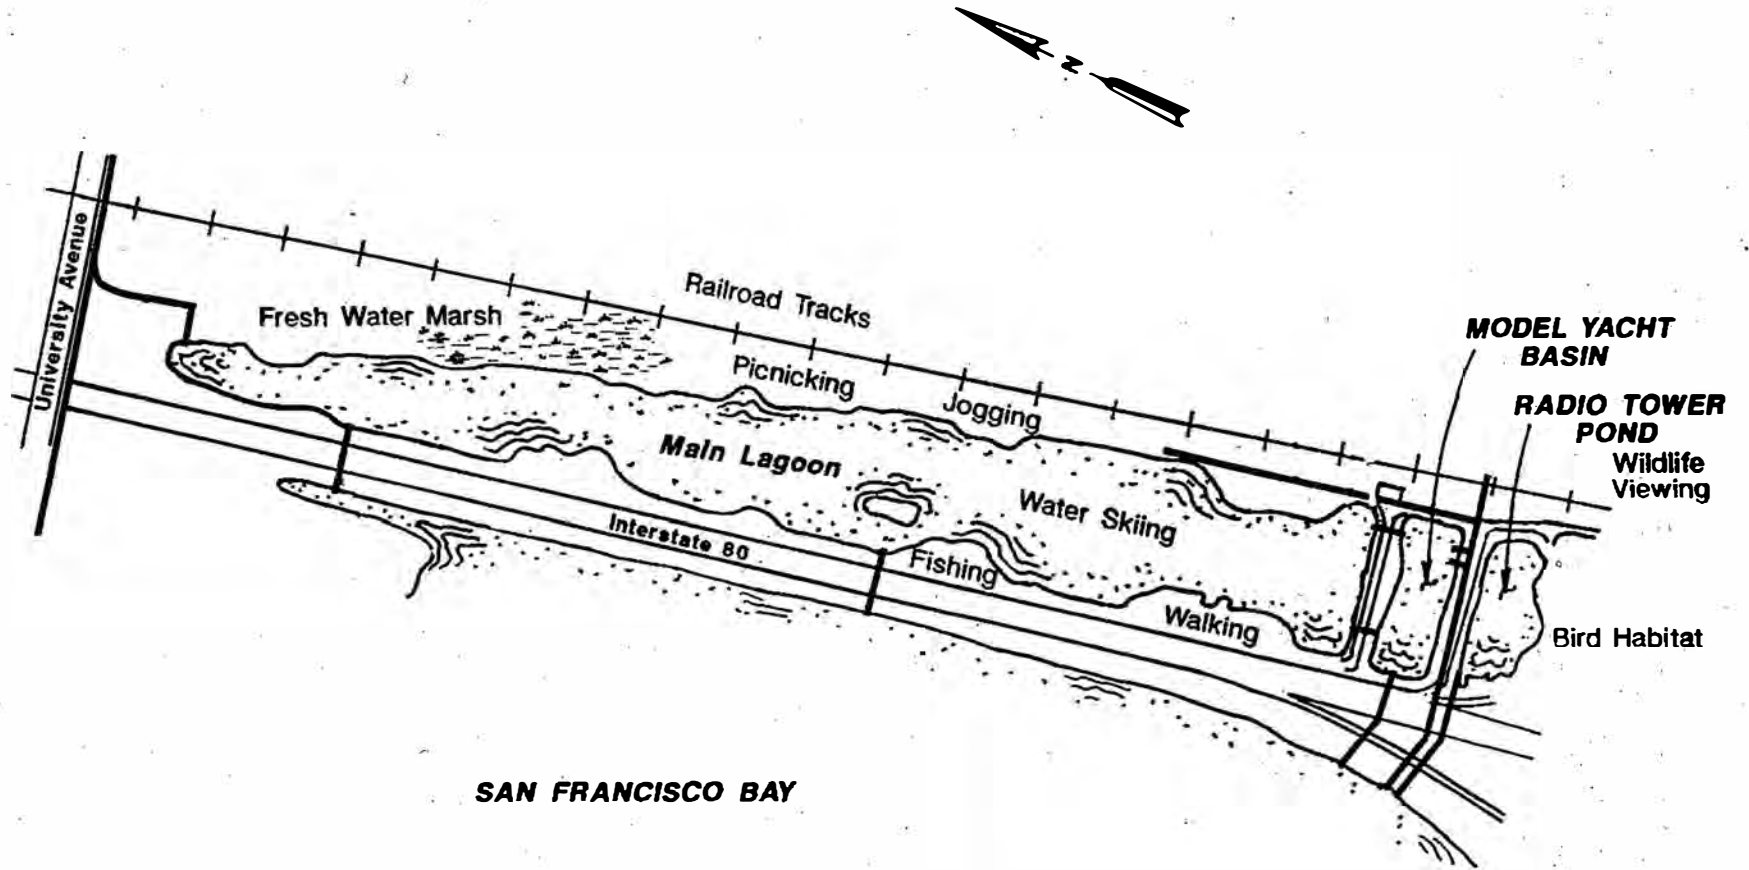 N
University Avenue
Railroad Tracks
Fresh Water Marsh
Picnicking
Jogging
MODEL YACHT
BASIN
RADIO TOWER
POND
Wildlife
Viewing
Main Lagoon
Water Skiing
Interstate 80
Fishing
Walking
Bird Habitat
SAN FRANCISCO BAY